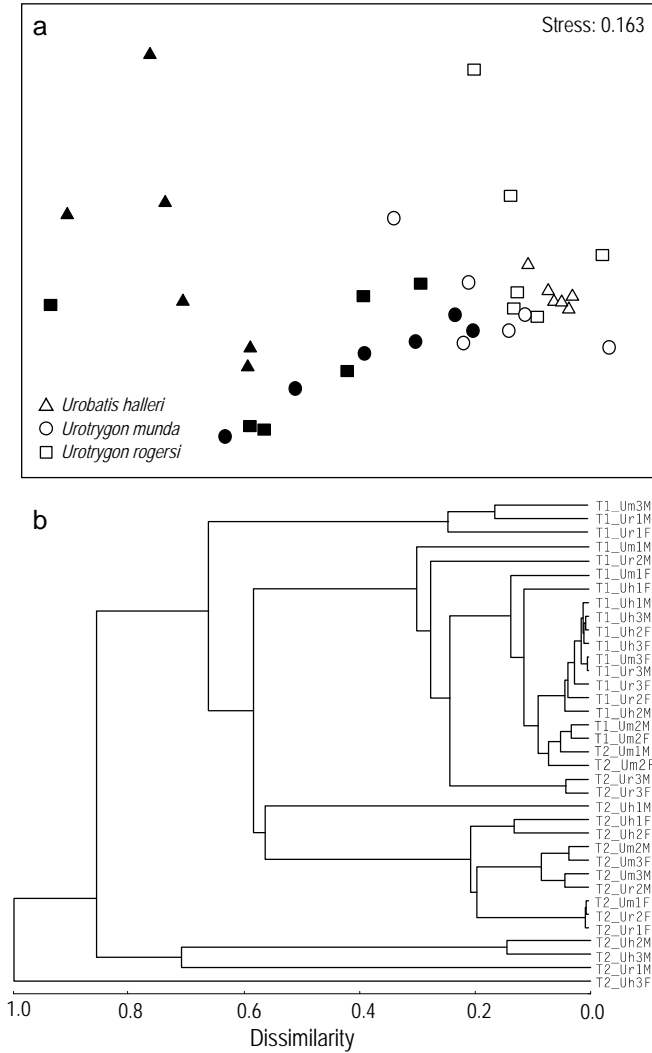 a
Stress: 0.163
Urobatis halleri
Urotrygon munda
Urotrygon rogersi
b
T1_Um3M
T1_Ur1M
T1_Ur1F
T1_Um1M
T1_Ur2M
T1_Um1F
T1_Uh1F
T1_Uh1M
T1_Uh3M
T1_Uh2F
T1_Uh3F
T1_Um3F
T1_Ur3M
T1_Ur3F
T1_Ur2F
T1_Uh2M
T1_Um2M
T1_Um2F
T2_Um1M
T2_Um2F
T2_Ur3M
T2_Ur3F
T2_Uh1M
T2_Uh1F
T2_Uh2F
T2_Um2M
T2_Um3F
T2_Um3M
T2_Ur2M
T2_Um1F
T2_Ur2F
T2_Ur1F
T2_Uh2M
T2_Uh3M
T2_Ur1M
T2_Uh3F
1.0 0.8 0.6 0.4 0.2 0.0
Dissimilarity